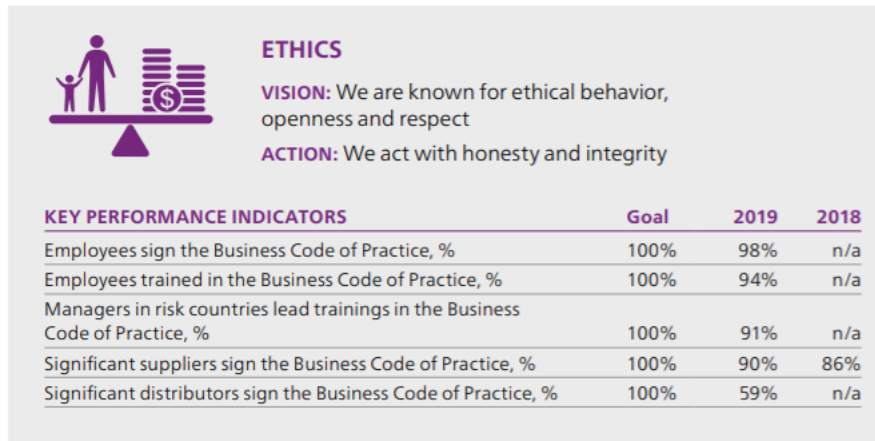 ETHICS
VISION: We are known for ethical behavior,
openness and respect
ACTION: We act with honesty and integrity
KEY PERFORMANCE INDICATORS Goal 2019 2018
Employees sign the Business Code of Practice, % 100% 98% n/a
Employees trained in the Business Code of Practice, % 100% 94% n/a
Managers in risk countries lead trainings in the Business
Code of Practice, % 100% 91% n/a
Significant suppliers sign the Business Code of Practice, % 100% 90% 86%
Significant distributors sign the Business Code of Practice, % 100% 59% n/a